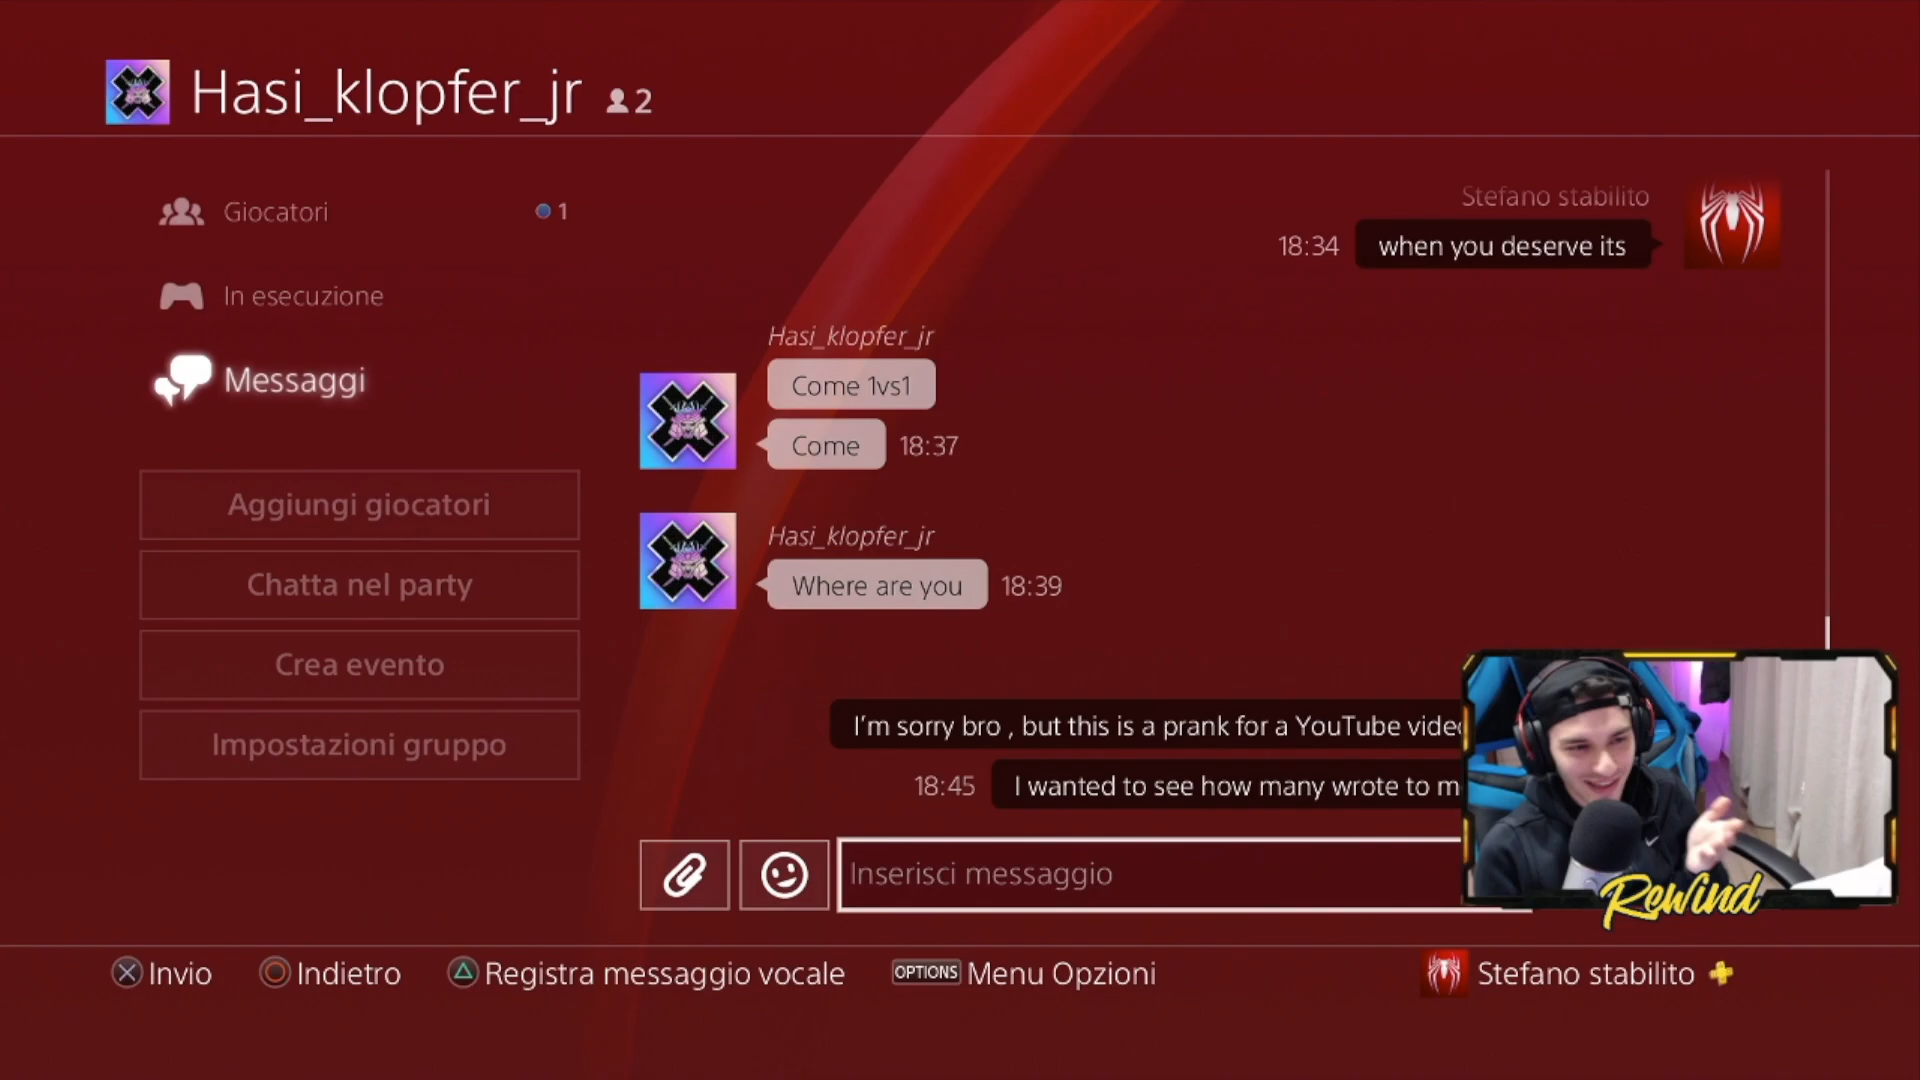 Hasi_klopfer_jr 2
Giocatori 1
In esecuzione
Messaggi
Aggiungi giocatori
Chatta nel party
Crea evento
Impostazioni gruppo
Stefano stabilito
18:34 when you deserve its
Hasi_klopfer_jr
Come 1vs1
Come 18:37
Hasi_klopfer_jr
Where are you 18:39
I'm sorry bro , but this is a prank for a YouTube
18:45 I wanted to see how many wrote to
Inserisci messaggio
Rewind
Invio Indietro Registra messaggio vocale OPTIONS Menu Opzioni Stefano stabilito